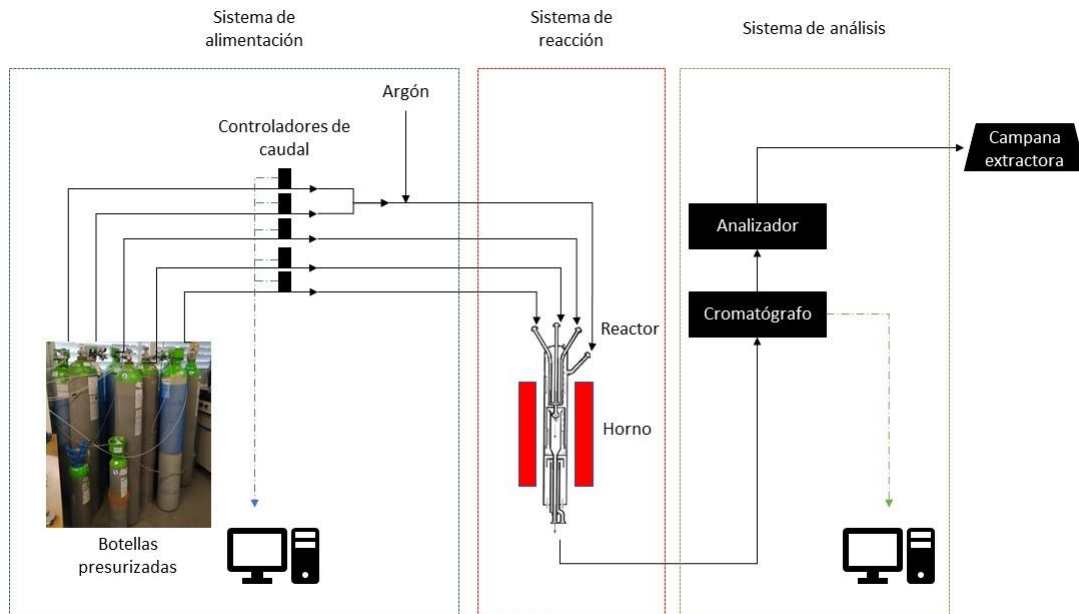 Sistema de
alimentación
Sistema de
reacción
Sistema de análisis
Argón
Controladores de
caudal
Campana
extractora
Analizador
Cromatógrafo
Reactor
Horno
Botellas
presurizadas